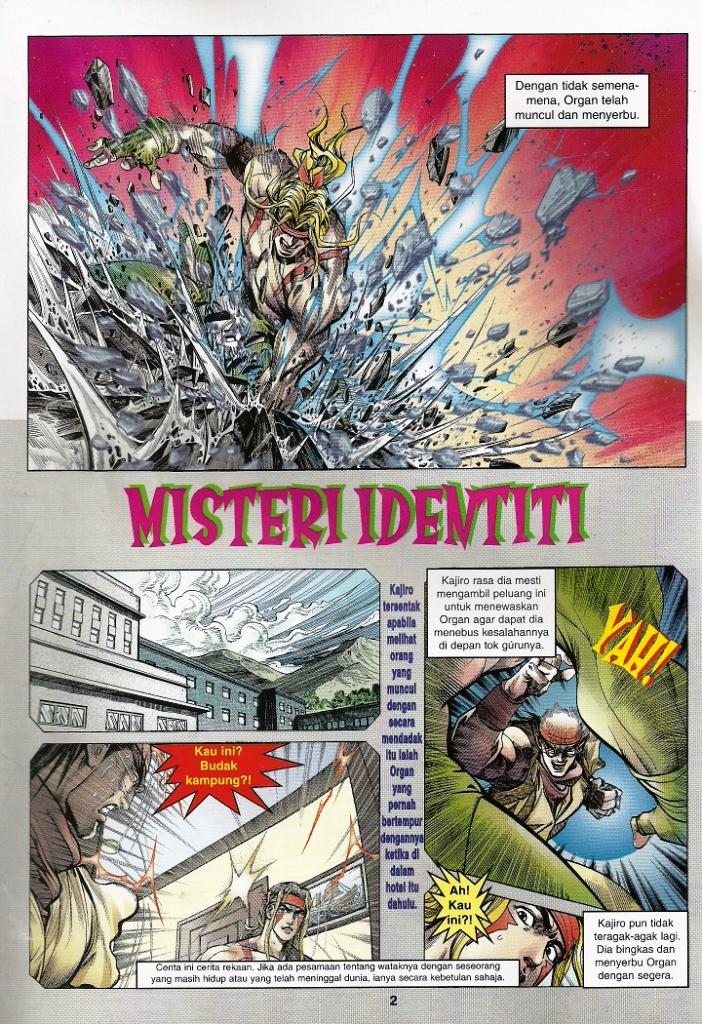 Dengan tidak semena-
mena, Organ telah
muncul dan menyerbu.
MISTERI IDENTITI
Kajiro
tersentak
apabila
melihat
orang
yang
muncul
dengan
secara
mendadak
itu ialah
Organ
yang
pernah
bertempur
dengannya
ketika di
dalam
hotel itu
dahulu.
Kau ini?
Budak
kampung?!
Kajiro rasa dia mesti
mengambil peluang ini
untuk menewaskan
Organ agar dapat dia
menebus kesalahannya
di depan tok gurunya.
YAH!
Ah!
Kau
ini?!
Kajiro pun tidak
teragak-agak lagi.
Dia bingkas dan
menyerbu Organ
dengan segera.
Cerita ini cerita rekaan. Jika ada pesamaan tentang wataknya dengan seseorang
yang masih hidup atau yang telah meninggal dunia, ianya secara kebetulan sahaja.
2